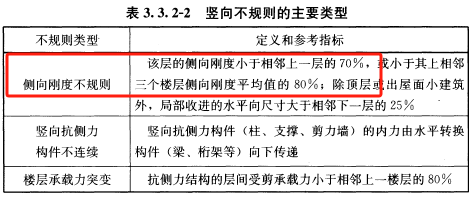 表 3.3.2-2 竖向不规则的主要类型
不规则类型
定义和参考指标
侧向刚度不规则
该层的侧向刚度小于相邻上一层的70%，或小于其上相邻
三个楼层侧向刚度平均值的80%；除顶层或出屋面小建筑
外，局部收进的水平向尺寸大于相邻下一层的25%
竖向抗侧力
构件不连续
竖向抗侧力构件（柱、支撑、剪力墙）的内力由水平转换
构件（梁、桁架等）向下传递
楼层承载力突变
抗侧力结构的层间受剪承载力小于相邻上一楼层的80%